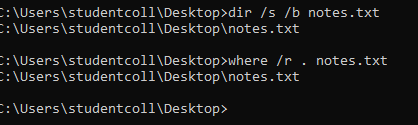 C:\Users\studentcoll\Desktop>dir /s /b notes.txt
C:\Users\studentcoll\Desktop\notes.txt
C:\Users\studentcoll\Desktop>where /r . notes.txt
C:\Users\studentcoll\Desktop\notes.txt
C:\Users\studentcoll\Desktop>